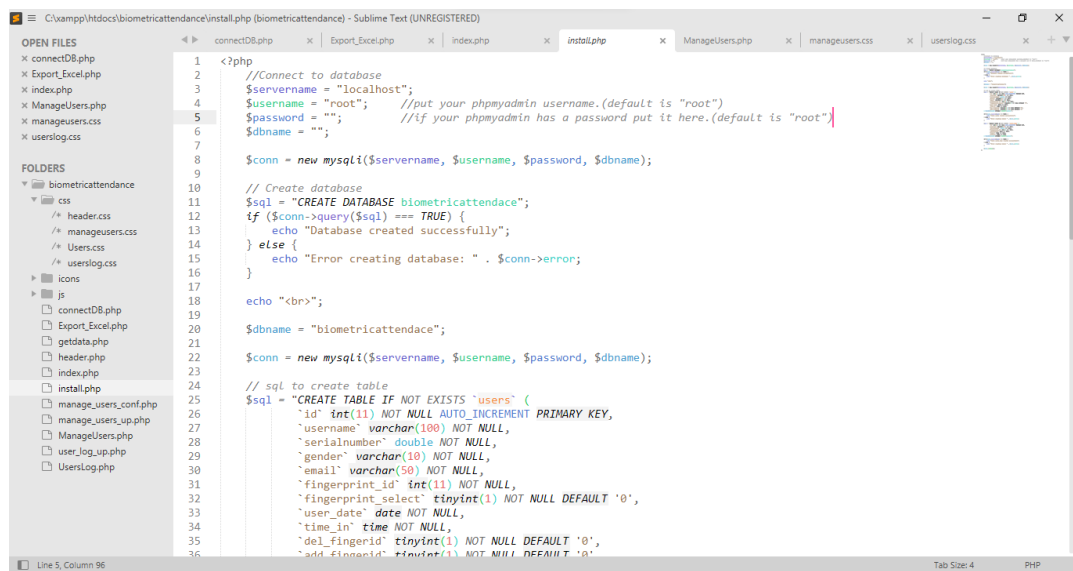 C:\xampp\htdocs\biometricattendance\install.php (biometricattendance) - Sublime Text (UNREGISTERED)
OPEN FILES
connectDB.php
Export_Excel.php
index.php
ManageUsers.php
manageusers.css
userslog.css
FOLDERS
biometricattendance
css
/* header.css
/* manageusers.css
/* Users.css
/* userslog.css
icons
js
connectDB.php
Export_Excel.php
getdata.php
header.php
index.php
install.php
manage_users_conf.php
manage_users_up.php
ManageUsers.php
user_log_up.php
UsersLog.php
connectDB.php Export_Excel.php index.php install.php ManageUsers.php manageusers.css userslog.css
1 <?php
2 //Connect to database
3 $servername = "localhost";
4 $username = "root"; //put your phpmyadmin username.(default is "root")
5 $password = ""; //if your phpmyadmin has a password put it here.(default is "root")
6 $dbname = "";
7
8 $conn = new mysqli($servername, $username, $password, $dbname);
9
10 // Create database
11 $sql = "CREATE DATABASE biometricattendace";
12 if ($conn->query($sql) === TRUE) {
13 echo "Database created successfully";
14 } else {
15 echo "Error creating database: " . $conn->error;
16 }
17
18 echo "<br>";
19
20 $dbname = "biometricattendace";
21
22 $conn = new mysqli($servername, $username, $password, $dbname);
23
24 // sql to create table
25 $sql = "CREATE TABLE IF NOT EXISTS `users` (
26 `id` int(11) NOT NULL AUTO_INCREMENT PRIMARY KEY,
27 `username` varchar(100) NOT NULL,
28 `serialnumber` double NOT NULL,
29 `gender` varchar(10) NOT NULL,
30 `email` varchar(50) NOT NULL,
31 `fingerprint_id` int(11) NOT NULL,
32 `fingerprint_select` tinyint(1) NOT NULL DEFAULT '0',
33 `user_date` date NOT NULL,
34 `time_in` time NOT NULL,
35 `del_fingerid` tinyint(1) NOT NULL DEFAULT '0',
36 `add_fingerid` tinyint(1) NOT NULL DEFAULT '0'
Line 5, Column 96
Tab Size: 4
PHP